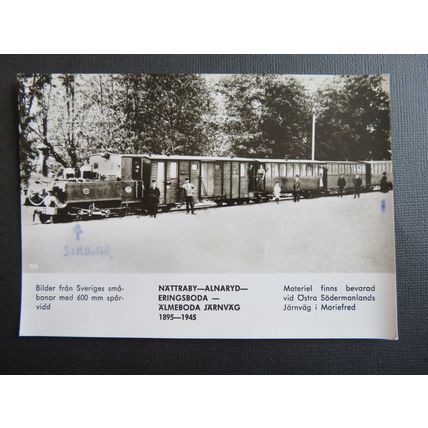 Bilder från Sveriges små-
banor med 600 mm spår-
vidd
NÄTTRABY—ALNARYD—
ERINGSBODA —
ÄLMEBODA JÄRNVÄG
1895—1945
Materiel finns bevarad
vid Östra Södermanlands
Järnväg i Mariefred